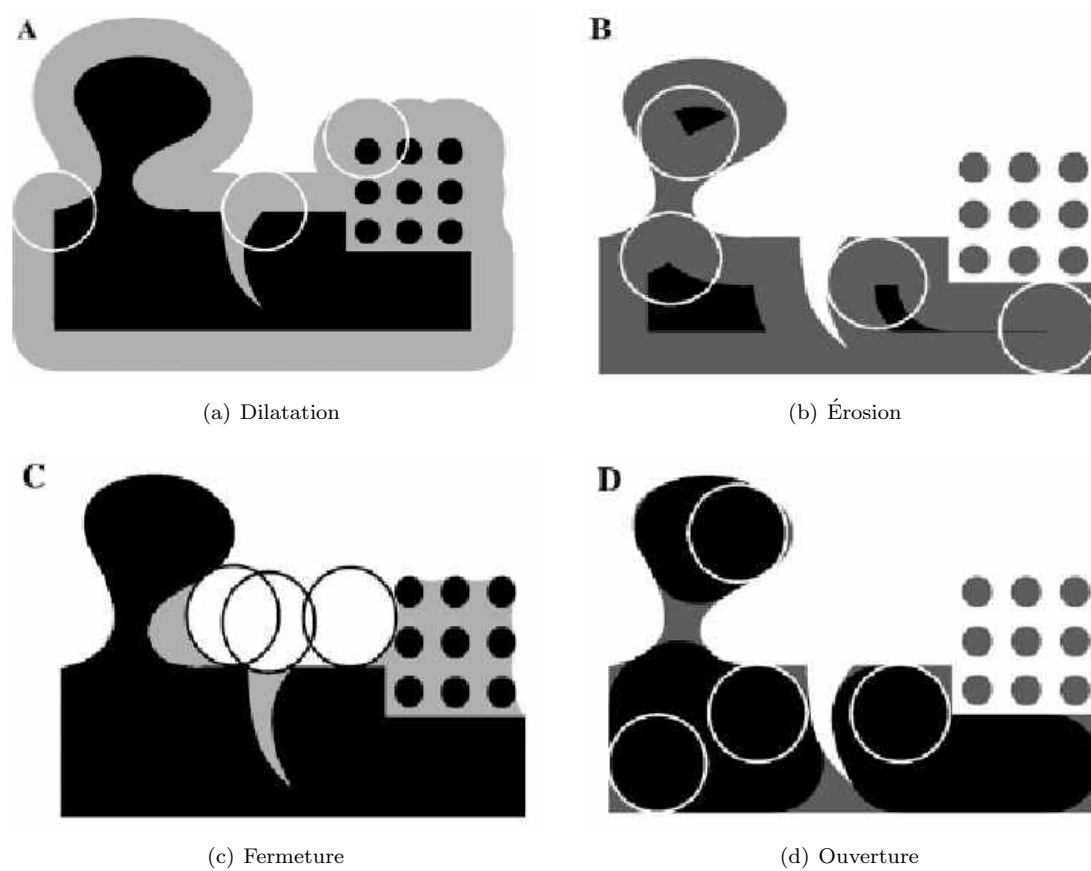 A
B
(a) Dilatation
(b) Érosion
C
D
(c) Fermeture
(d) Ouverture